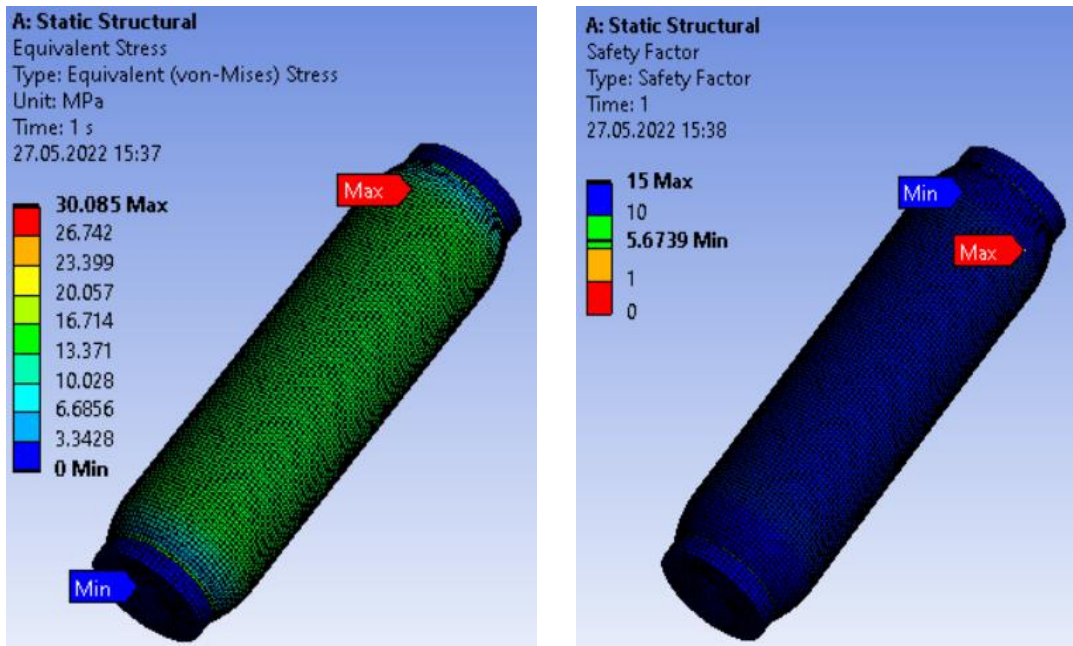 A: Static Structural
Equivalent Stress
Type: Equivalent (von-Mises) Stress
Unit: MPa
Time: 1 s
27.05.2022 15:37
Max
30.085 Max
26.742
23.399
20.057
16.714
13.371
10.028
6.6856
3.3428
0 Min
Min
A: Static Structural
Safety Factor
Type: Safety Factor
Time: 1
27.05.2022 15:38
15 Max
10
5.6739 Min
1
0
Min
Max